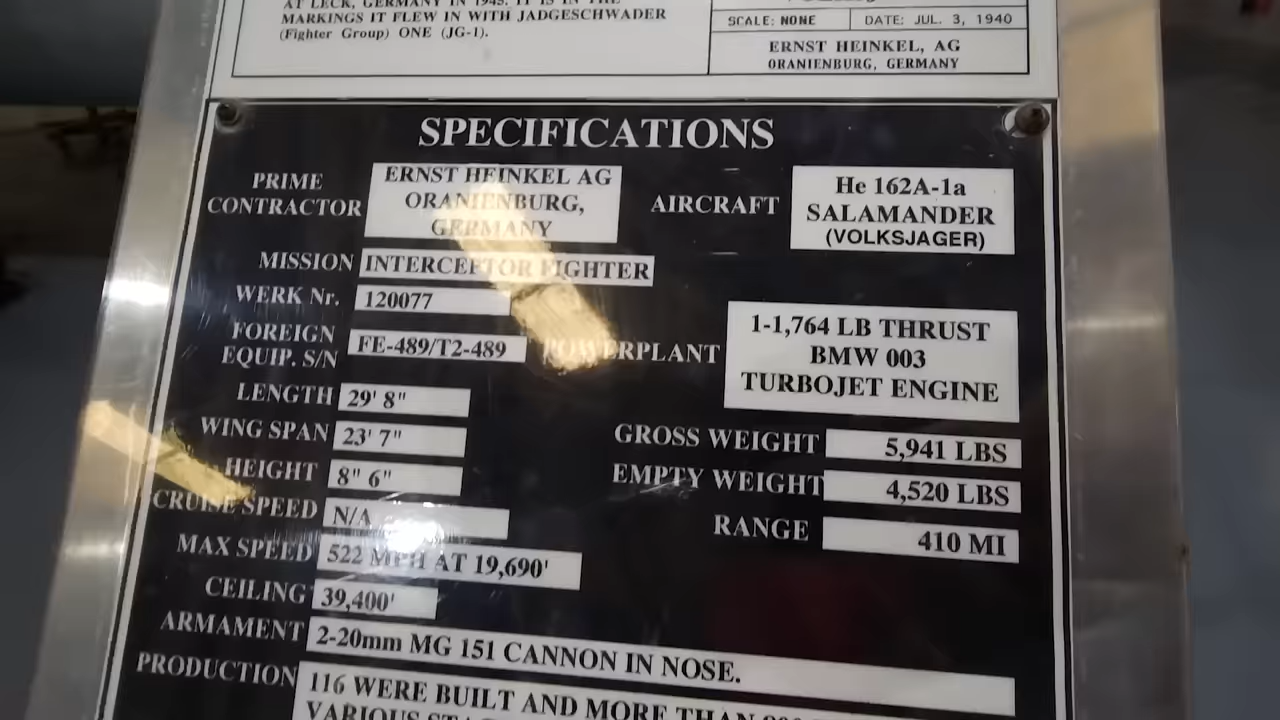 AT LECK, GERMANY IN 1945. IT IS IN THE
MARKINGS IT FLEW IN WITH JADGESCHWADER
(Fighter Group) ONE (JG-1).
SCALE: NONE
DATE: JUL. 3, 1940
ERNST HEINKEL, AG
ORANIENBURG, GERMANY
SPECIFICATIONS
PRIME
CONTRACTOR
ERNST HEINKEL AG
ORANIENBURG,
GERMANY
AIRCRAFT
He 162A-1a
SALAMANDER
(VOLKSJAGER)
MISSION
INTERCEPTOR FIGHTER
WERK Nr.
120077
FOREIGN
EQUIP. S/N
FE-489/T2-489
POWERPLANT
1-1,764 LB THRUST
BMW 003
TURBOJET ENGINE
LENGTH
29' 8"
WING SPAN
23' 7"
HEIGHT
8" 6"
CRUISE SPEED
N/A
MAX SPEED
522 MPH AT 19,690'
CEILING
39,400'
GROSS WEIGHT
5,941 LBS
EMPTY WEIGHT
4,520 LBS
RANGE
410 MI
ARMAMENT
2-20mm MG 151 CANNON IN NOSE.
PRODUCTION
116 WERE BUILT AND MORE THAN
VARIOUS